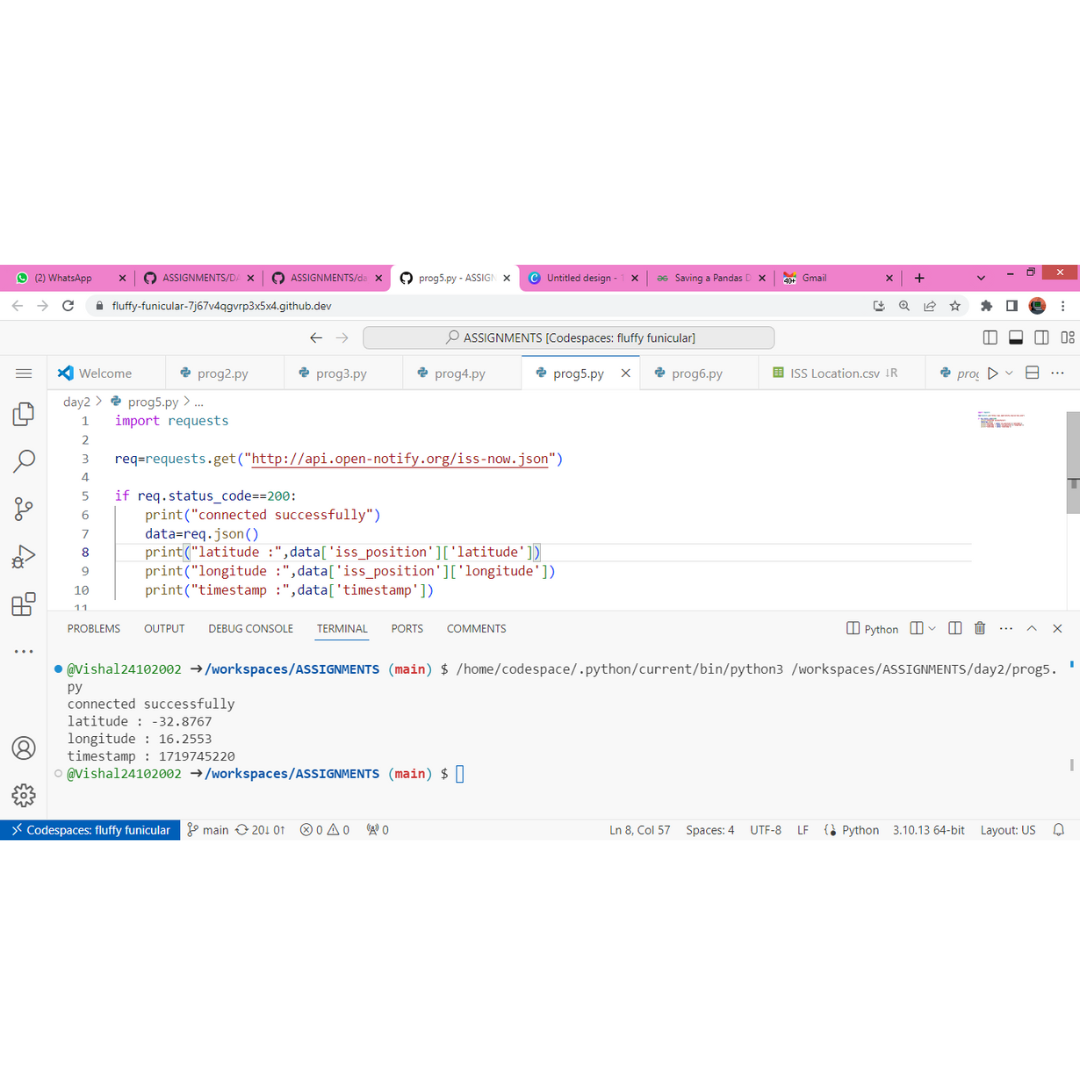 (2) WhatsApp
ASSIGNMENTS/DA
ASSIGNMENTS/da
prog5.py - ASSIGN
Untitled design - 1
Saving a Pandas D
Gmail
fluffy-funicular-7j67v4qgvrp3x5x4.github.dev
ASSIGNMENTS [Codespaces: fluffy funicular]
Welcome
prog2.py
prog3.py
prog4.py
prog5.py
prog6.py
ISS Location.csv ↓R
prog
day2 > prog5.py > ...
1 import requests
2
3 req=requests.get("http://api.open-notify.org/iss-now.json")
4
5 if req.status_code==200:
6 print("connected successfully")
7 data=req.json()
8 print("latitude :",data['iss_position']['latitude'])
9 print("longitude :",data['iss_position']['longitude'])
10 print("timestamp :",data['timestamp'])
11
PROBLEMS OUTPUT DEBUG CONSOLE TERMINAL PORTS COMMENTS Python
@Vishal24102002 ➜/workspaces/ASSIGNMENTS (main) $ /home/codespace/.python/current/bin/python3 /workspaces/ASSIGNMENTS/day2/prog5.
py
connected successfully
latitude : -32.8767
longitude : 16.2553
timestamp : 1719745220
@Vishal24102002 ➜/workspaces/ASSIGNMENTS (main) $
Codespaces: fluffy funicular main 20↓ 0↑ 0 0 0 Ln 8, Col 57 Spaces: 4 UTF-8 LF Python 3.10.13 64-bit Layout: US